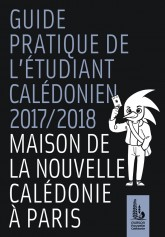 GUIDE
PRATIQUE DE
L'ÉTUDIANT
CALÉDONIEN
2017/2018
MAISON DE
LA NOUVELLE
CALÉDONIE
À PARIS